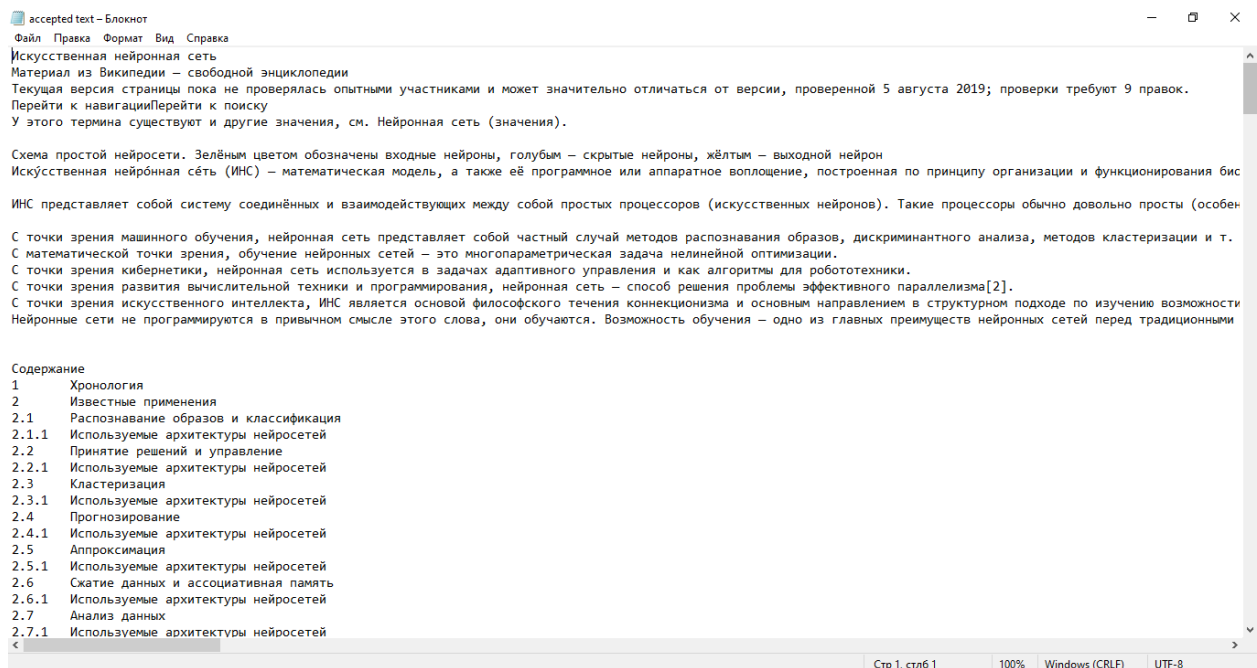 accepted text – Блокнот
Файл Правка Формат Вид Справка
Искусственная нейронная сеть
Материал из Википедии — свободной энциклопедии
Текущая версия страницы пока не проверялась опытными участниками и может значительно отличаться от версии, проверенной 5 августа 2019; проверки требуют 9 правок.
Перейти к навигацииПерейти к поиску
У этого термина существуют и другие значения, см. Нейронная сеть (значения).
Схема простой нейросети. Зелёным цветом обозначены входные нейроны, голубым — скрытые нейроны, жёлтым — выходной нейрон
Иску́сственная нейро́нная се́ть (ИНС) — математическая модель, а также её программное или аппаратное воплощение, построенная по принципу организации и функционирования бис
ИНС представляет собой систему соединённых и взаимодействующих между собой простых процессоров (искусственных нейронов). Такие процессоры обычно довольно просты (особен
С точки зрения машинного обучения, нейронная сеть представляет собой частный случай методов распознавания образов, дискриминантного анализа, методов кластеризации и т.
С математической точки зрения, обучение нейронных сетей — это многопараметрическая задача нелинейной оптимизации.
С точки зрения кибернетики, нейронная сеть используется в задачах адаптивного управления и как алгоритмы для робототехники.
С точки зрения развития вычислительной техники и программирования, нейронная сеть — способ решения проблемы эффективного параллелизма[2].
С точки зрения искусственного интеллекта, ИНС является основой философского течения коннекционизма и основным направлением в структурном подходе по изучению возможности
Нейронные сети не программируются в привычном смысле этого слова, они обучаются. Возможность обучения — одно из главных преимуществ нейронных сетей перед традиционными
Содержание
1 Хронология
2 Известные применения
2.1 Распознавание образов и классификация
2.1.1 Используемые архитектуры нейросетей
2.2 Принятие решений и управление
2.2.1 Используемые архитектуры нейросетей
2.3 Кластеризация
2.3.1 Используемые архитектуры нейросетей
2.4 Прогнозирование
2.4.1 Используемые архитектуры нейросетей
2.5 Аппроксимация
2.5.1 Используемые архитектуры нейросетей
2.6 Сжатие данных и ассоциативная память
2.6.1 Используемые архитектуры нейросетей
2.7 Анализ данных
2.7.1 Используемые архитектуры нейросетей
Стр 1, стлб 1 100% Windows (CRLF) UTF-8